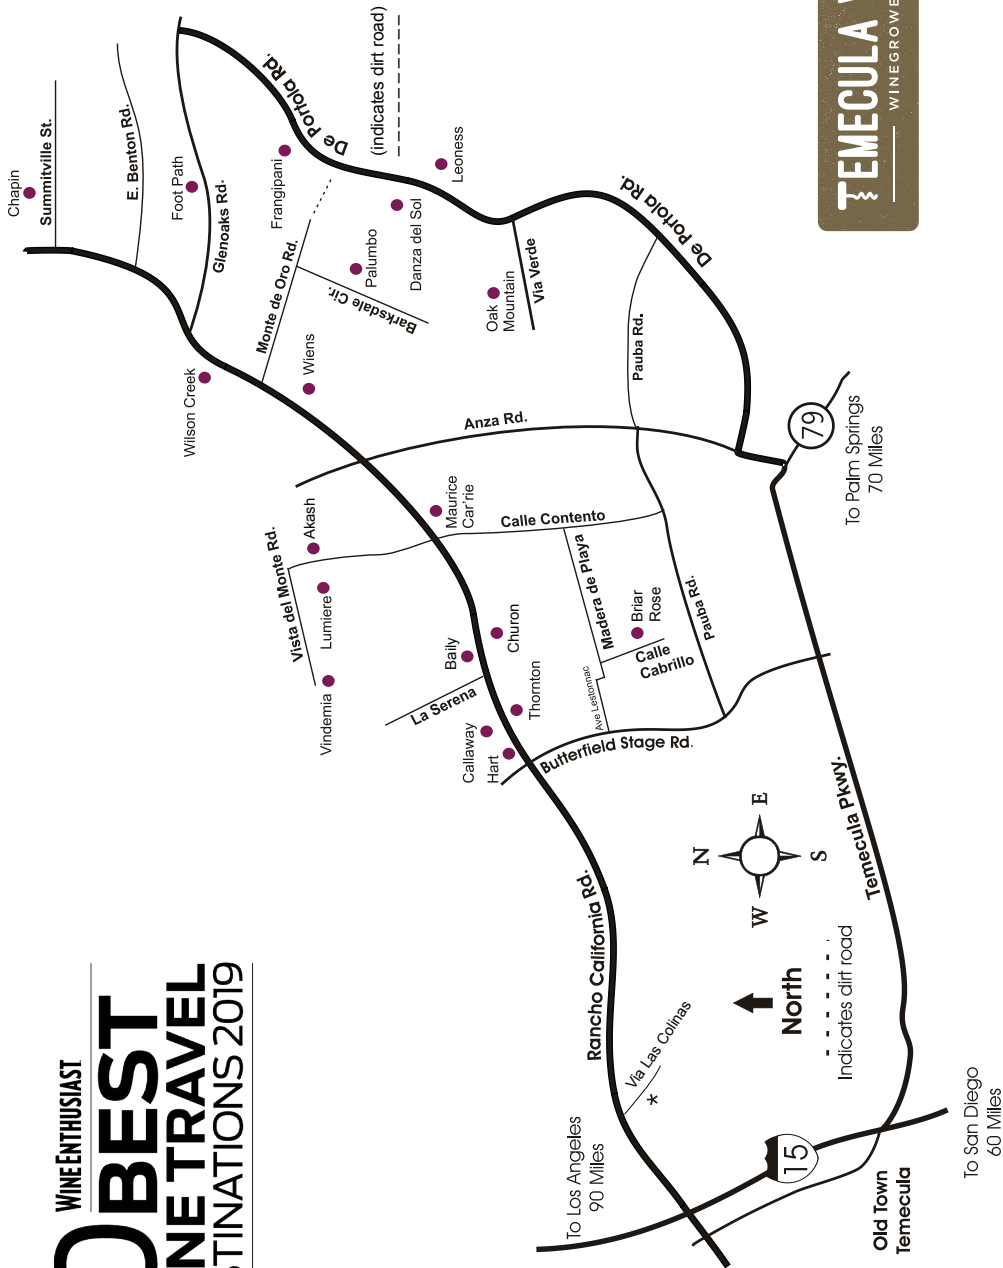 WINE ENTHUSIAST
BEST
NE TRAVEL
STINATIONS 2019
TEMECULA
WINEGROWE
Chapin
Summitville St.
E. Benton Rd.
Foot Path
Glenoaks Rd.
Frangipani
De Portola Rd.
(indicates dirt road)
Leoness
Monte de Oro Rd.
Palumbo
Danza del Sol
Barksdale Cir.
Oak
Mountain
Via Verde
De Portola Rd.
Wilson Creek
Wiens
Pauba Rd.
Anza Rd.
79
To Palm Springs
70 Miles
Akash
Maurice
Car'rie
Calle Contento
Vista del Monte Rd.
Lumiere
Vindemia
Madera de Playa
Briar
Rose
Pauba Rd.
Calle
Cabrillo
Baily
Churon
La Serena
Thornton
Ave Lestonnac
Callaway
Hart
Butterfield Stage Rd.
Temecula Pkwy.
N
E
S
W
Rancho California Rd.
North
Indicates dirt road
Via Las Colinas
*
To Los Angeles
90 Miles
15
Old Town
Temecula
To San Diego
60 Miles